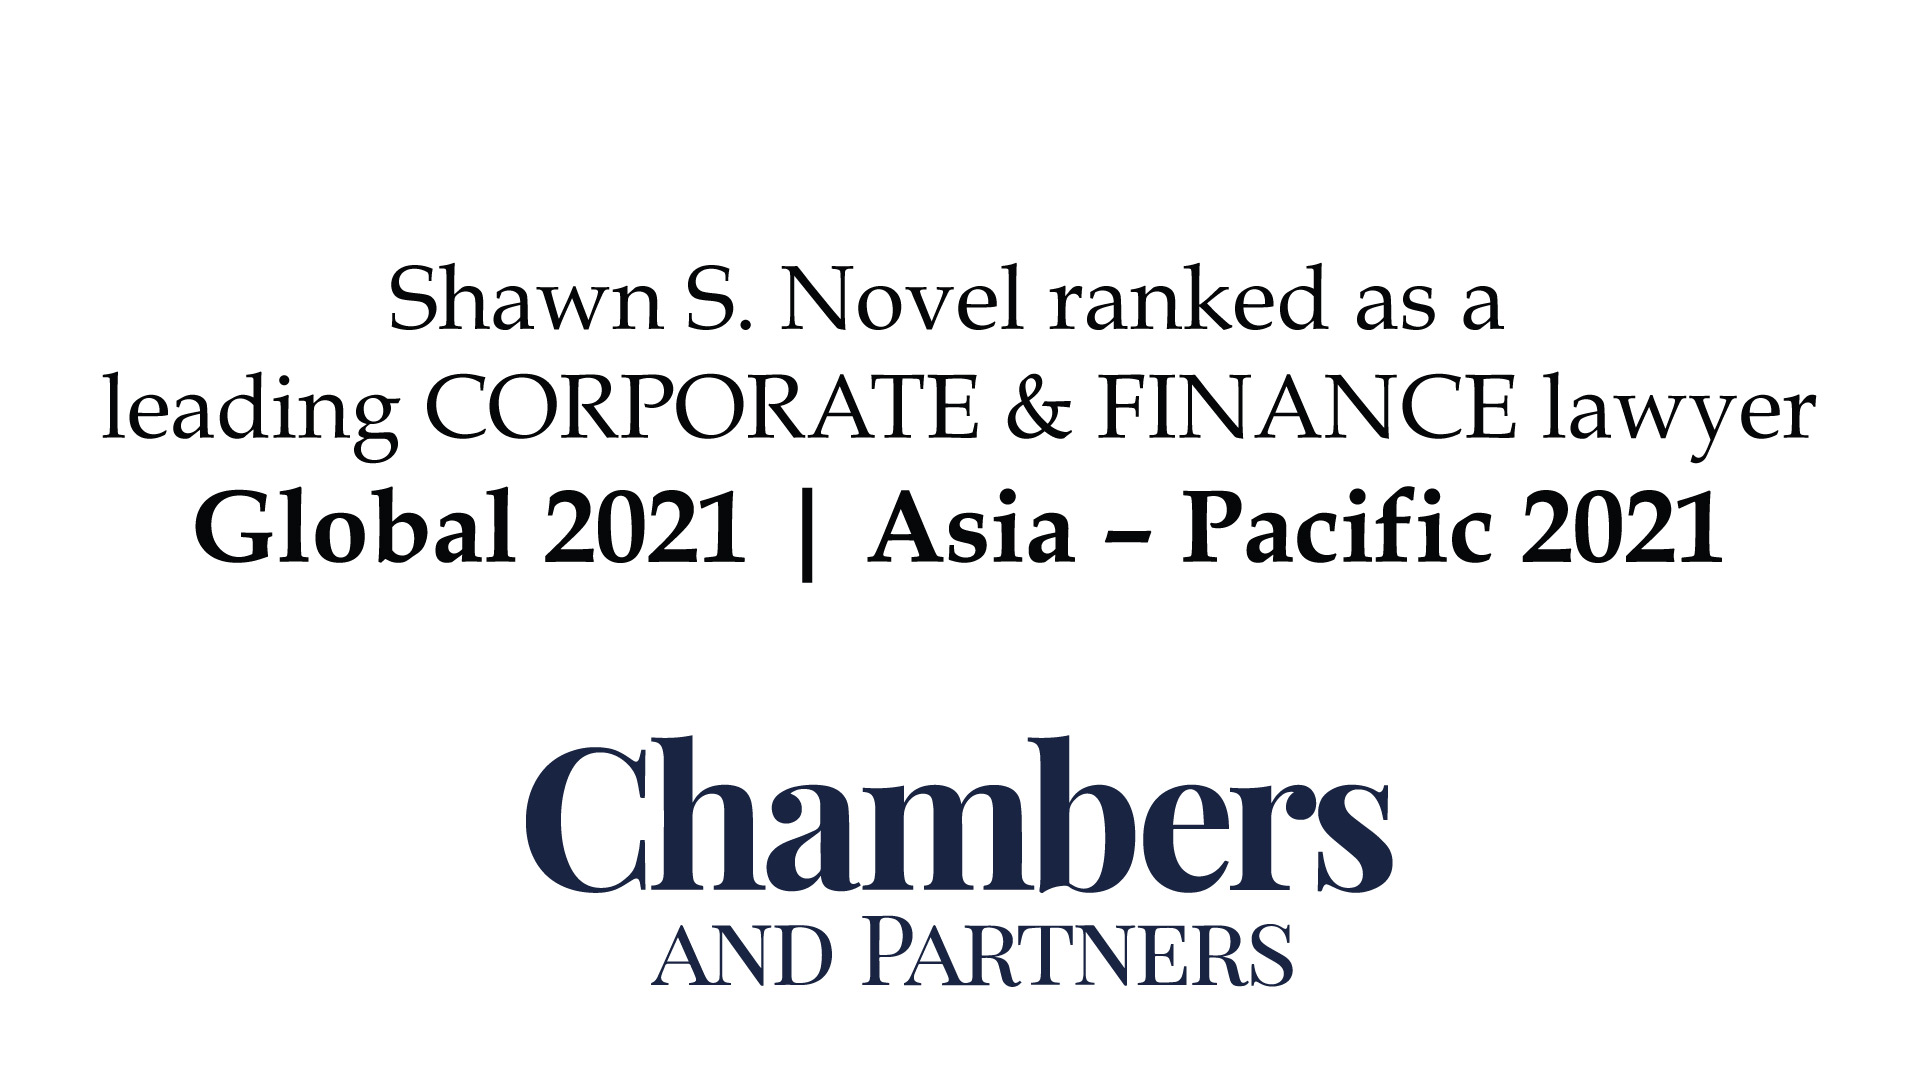 Shawn S. Novel ranked as a
leading CORPORATE & FINANCE lawyer
Global 2021 | Asia – Pacific 2021
Chambers
AND PARTNERS